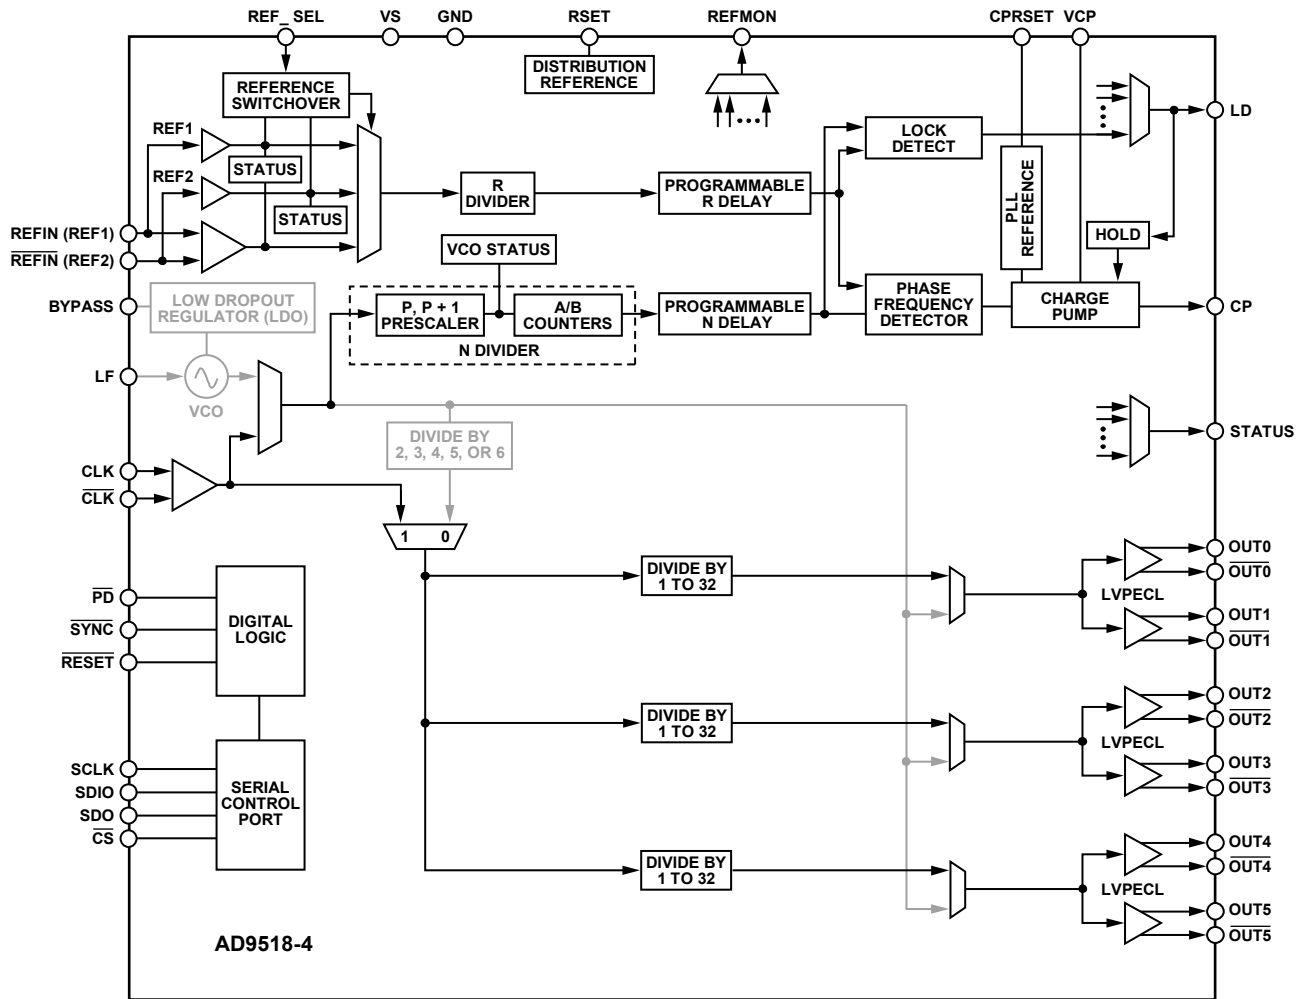 REF_ SEL
VS
GND
RSET
REFMON
CPRSET
VCP
DISTRIBUTION
REFERENCE
REFERENCE
SWITCHOVER
REF1
STATUS
REF2
STATUS
R
DIVIDER
PROGRAMMABLE
R DELAY
LOCK
DETECT
PLL
REFERENCE
LD
HOLD
REFIN (REF1)
REFIN (REF2)
VCO STATUS
BYPASS
LOW DROPOUT
REGULATOR (LDO)
P, P + 1
PRESCALER
A/B
COUNTERS
N DIVIDER
PROGRAMMABLE
N DELAY
PHASE
FREQUENCY
DETECTOR
CHARGE
PUMP
CP
LF
VCO
DIVIDE BY
2, 3, 4, 5, OR 6
STATUS
CLK
CLK
1 0
DIVIDE BY
1 TO 32
LVPECL
OUT0
OUT0
OUT1
OUT1
PD
SYNC
RESET
DIGITAL
LOGIC
DIVIDE BY
1 TO 32
LVPECL
OUT2
OUT2
OUT3
OUT3
SCLK
SDIO
SDO
CS
SERIAL
CONTROL
PORT
DIVIDE BY
1 TO 32
LVPECL
OUT4
OUT4
OUT5
OUT5
AD9518-4